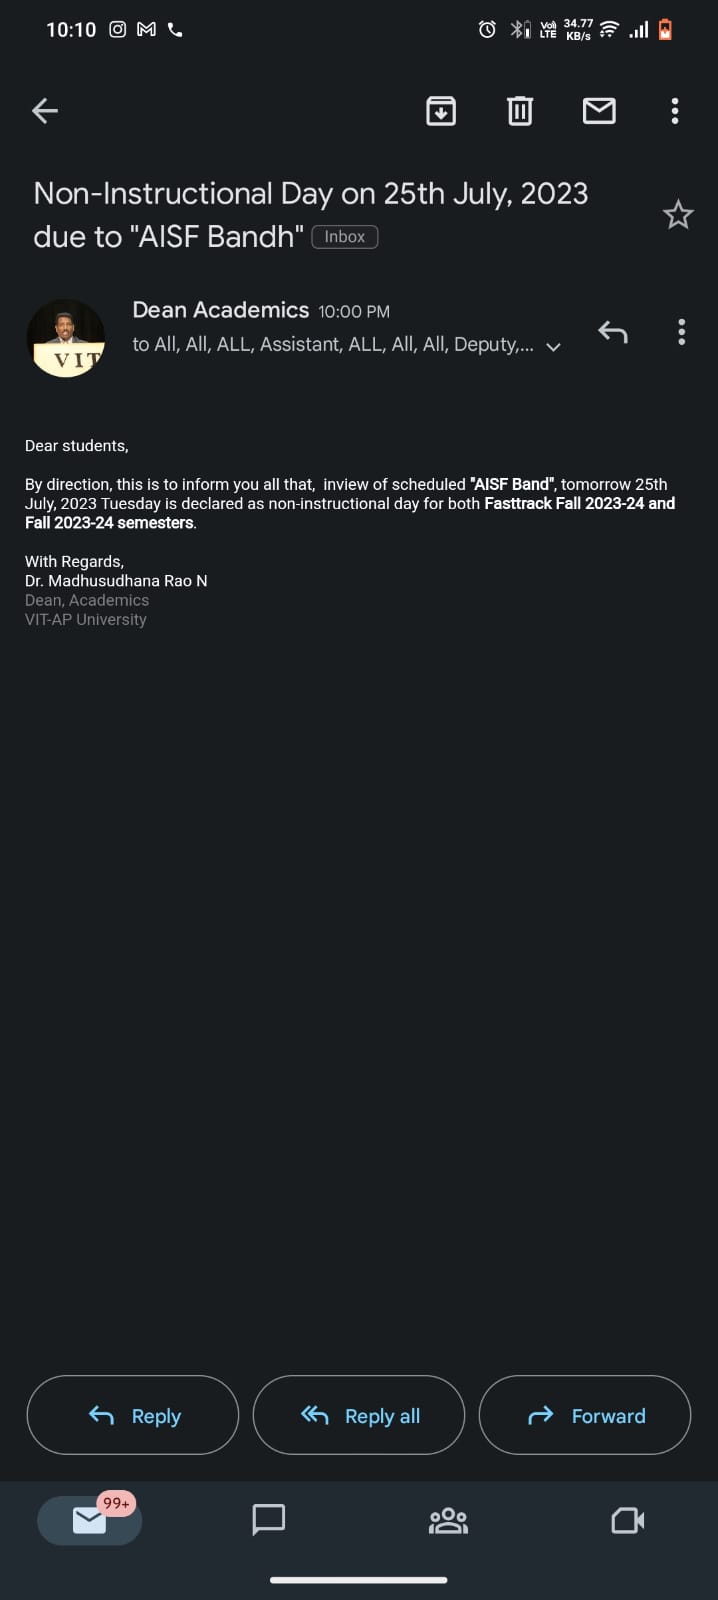 10:10
Vo)) LTE 34.77 KB/s
Non-Instructional Day on 25th July, 2023
due to "AISF Bandh" Inbox
Dean Academics 10:00 PM
to All, All, ALL, Assistant, ALL, All, All, Deputy,...
VIT
Dear students,
By direction, this is to inform you all that,  inview of scheduled "AISF Band", tomorrow 25th
July, 2023 Tuesday is declared as non-instructional day for both Fasttrack Fall 2023-24 and
Fall 2023-24 semesters.
With Regards,
Dr. Madhusudhana Rao N
Dean, Academics
VIT-AP University
Reply
Reply all
Forward
99+